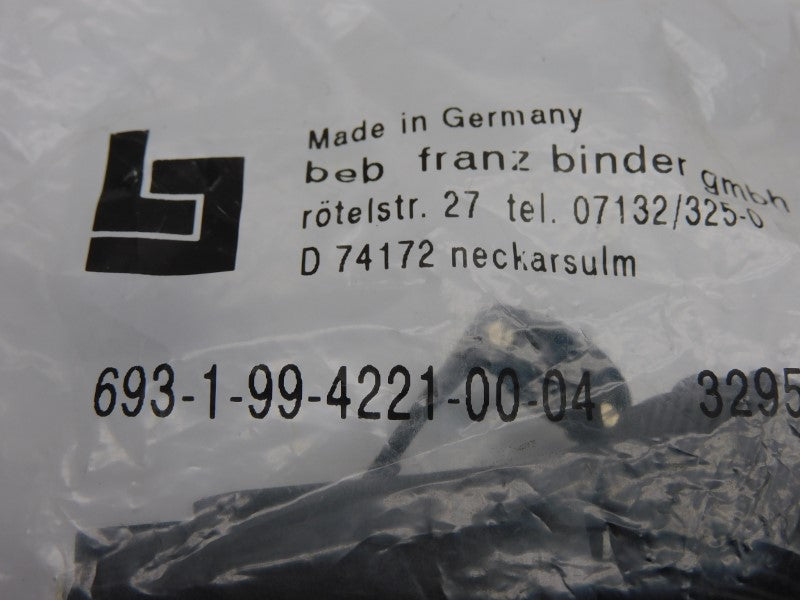 Made in Germany
beb franz binder gmbh
rötelstr. 27 tel. 07132/325-0
D 74172 neckarsulm
693-1-99-4221-00-04 3295